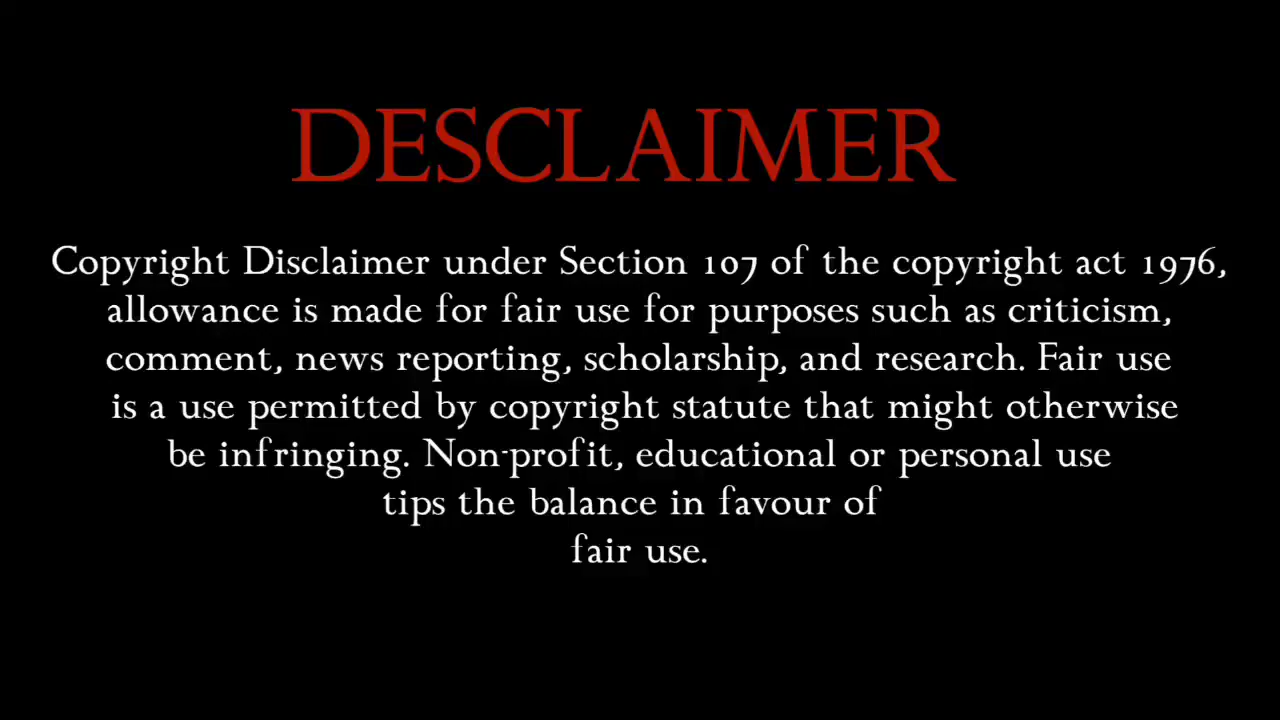 DESCLAIMER
Copyright Disclaimer under Section 107 of the copyright act 1976,
allowance is made for fair use for purposes such as criticism,
comment, news reporting, scholarship, and research. Fair use
is a use permitted by copyright statute that might otherwise
be infringing. Non-profit, educational or personal use
tips the balance in favour of
fair use.